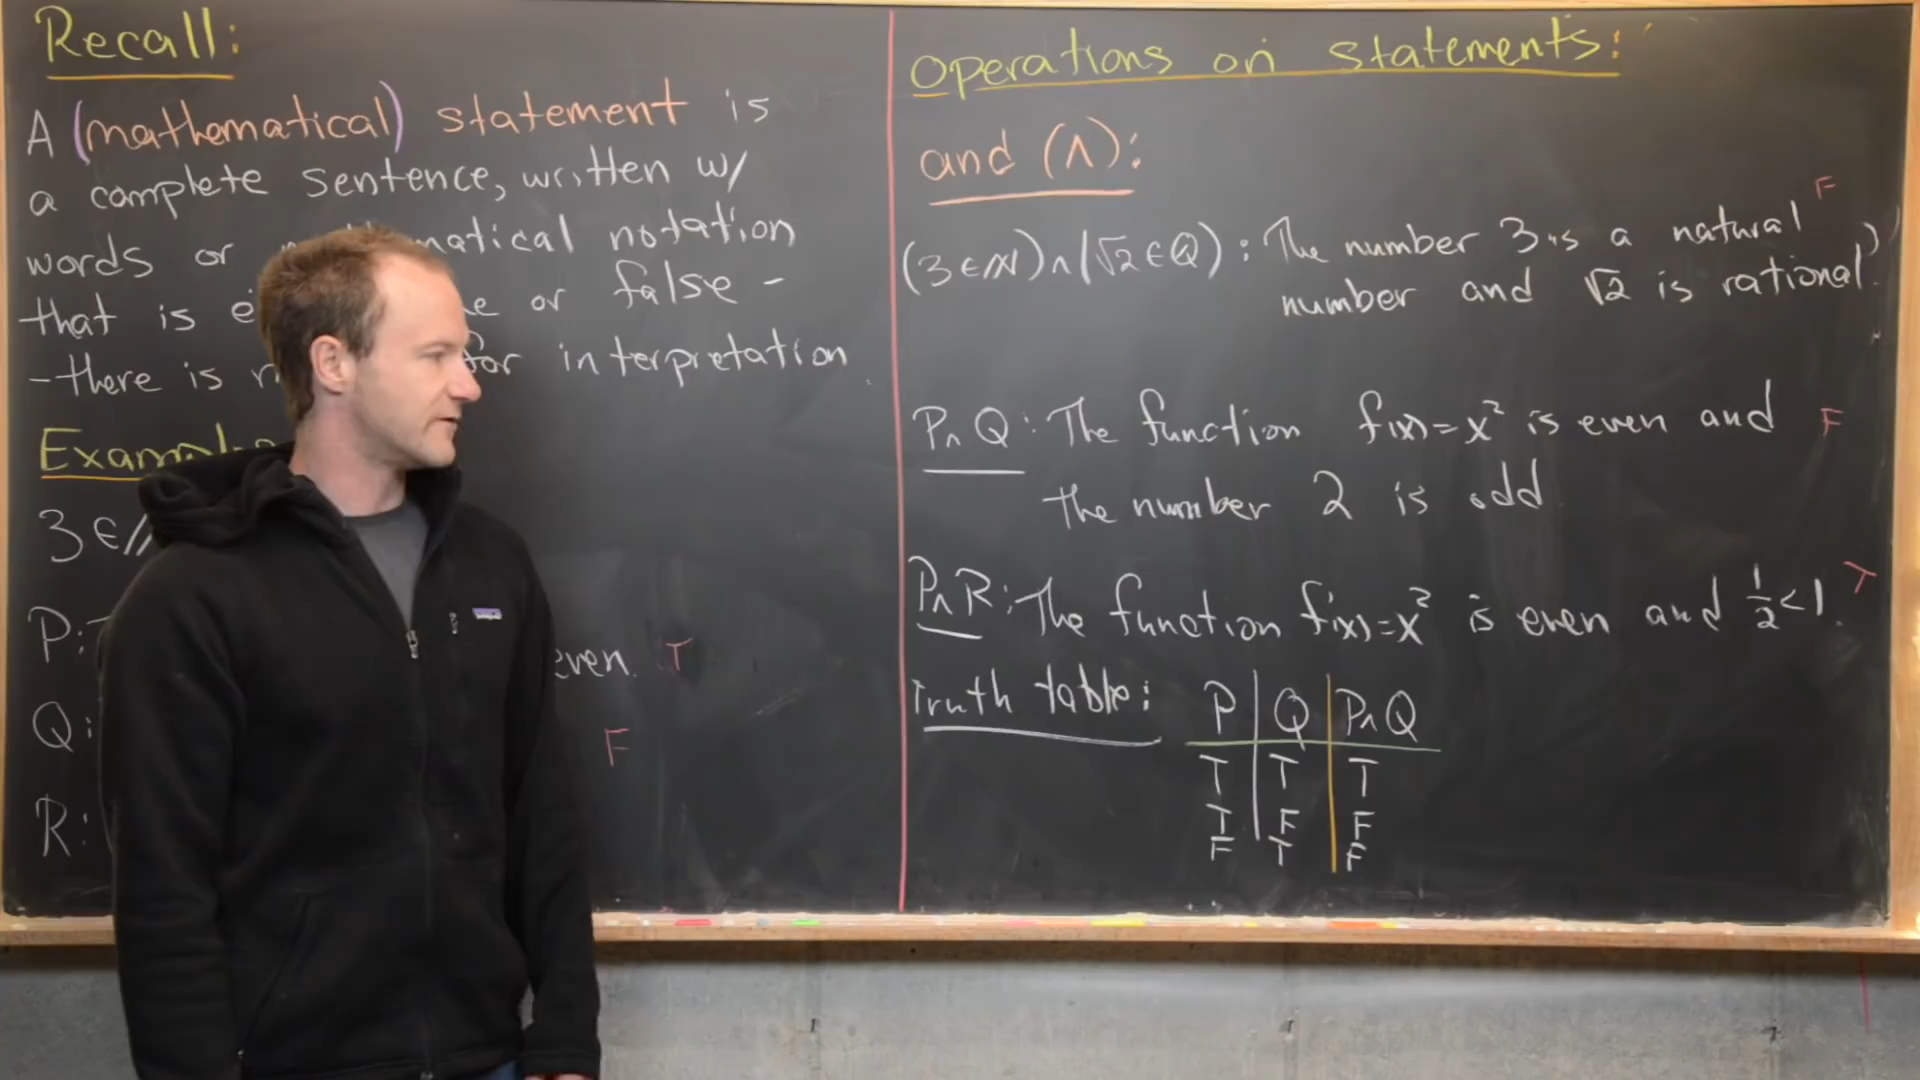 Recall:
A (mathematical) statement is
a complete sentence, written w/
words or matical notation
that is or false -
- there is for interpretation
3 ∈
P:
even. T
Q:
F
R:
Operations on statements:
and (∧):
(3 ∈ ℕ) ∧ (√2 ∈ ℚ) : The number 3 is a natural F
number and √2 is rational.
P ∧ Q : The function f(x) = x² is even and F
the number 2 is odd
P ∧ R : The function f(x) = x² is even and 1/2 < 1. T
Truth table: P | Q | P ∧ Q
T | T | T
T | F | F
F | T | F